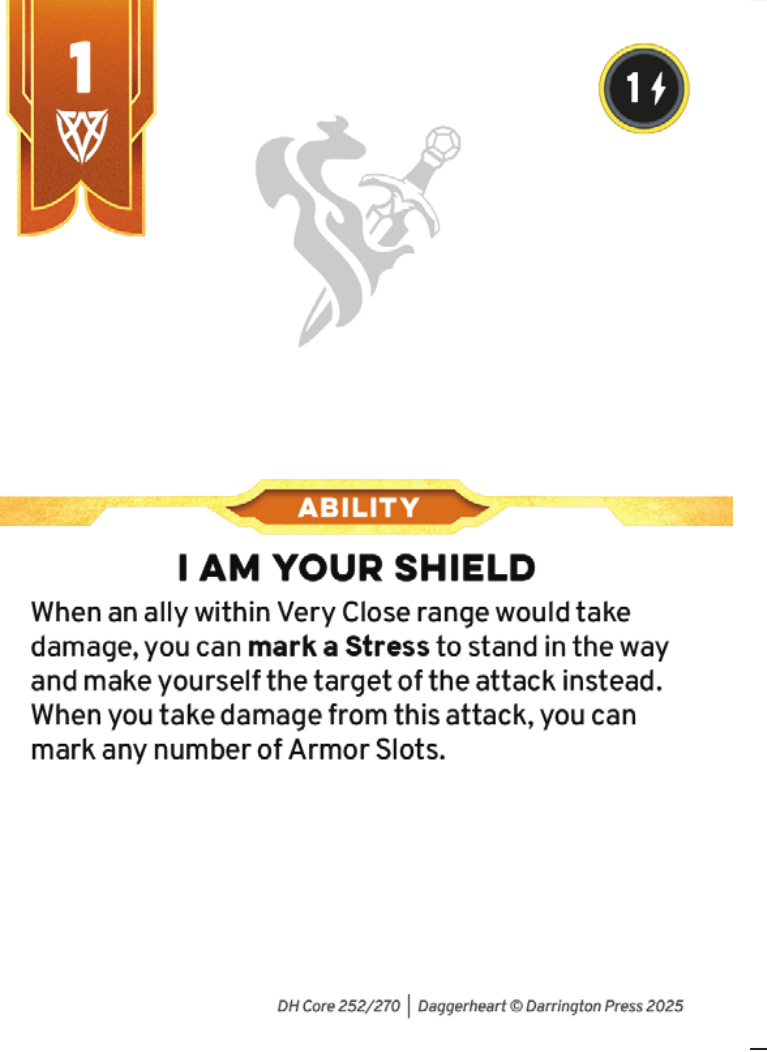 1
1
ABILITY
I AM YOUR SHIELD
When an ally within Very Close range would take
damage, you can mark a Stress to stand in the way
and make yourself the target of the attack instead.
When you take damage from this attack, you can
mark any number of Armor Slots.
DH Core 252/270 | Daggerheart © Darrington Press 2025